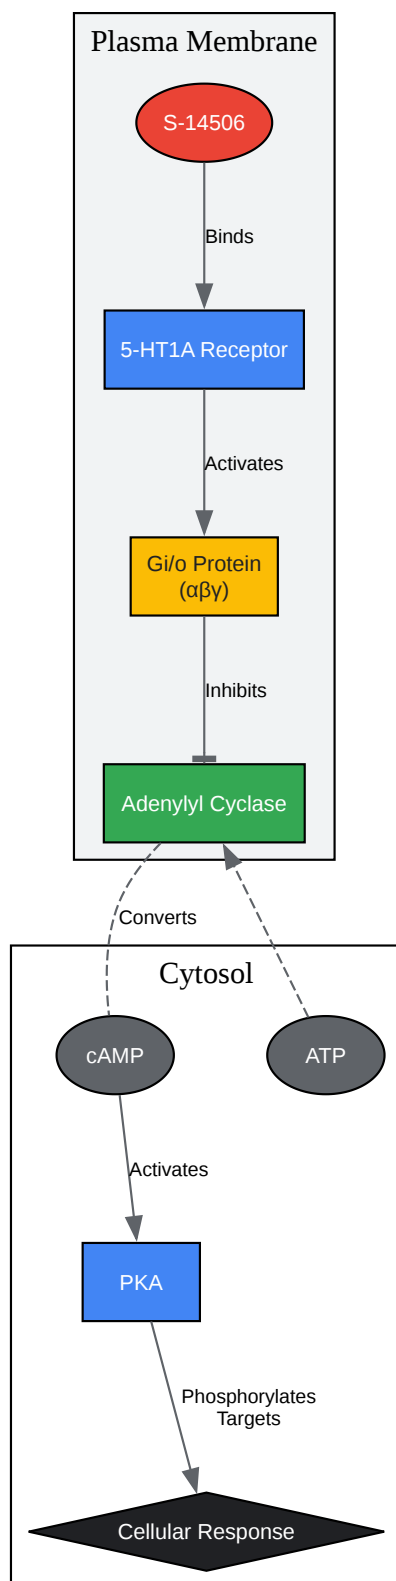 Plasma Membrane
S-14506
Binds
5-HT1A Receptor
Activates
Gi/o Protein
(αβγ)
Inhibits
Adenylyl Cyclase
Converts
Cytosol
cAMP
ATP
Activates
PKA
Phosphorylates
Targets
Cellular Response